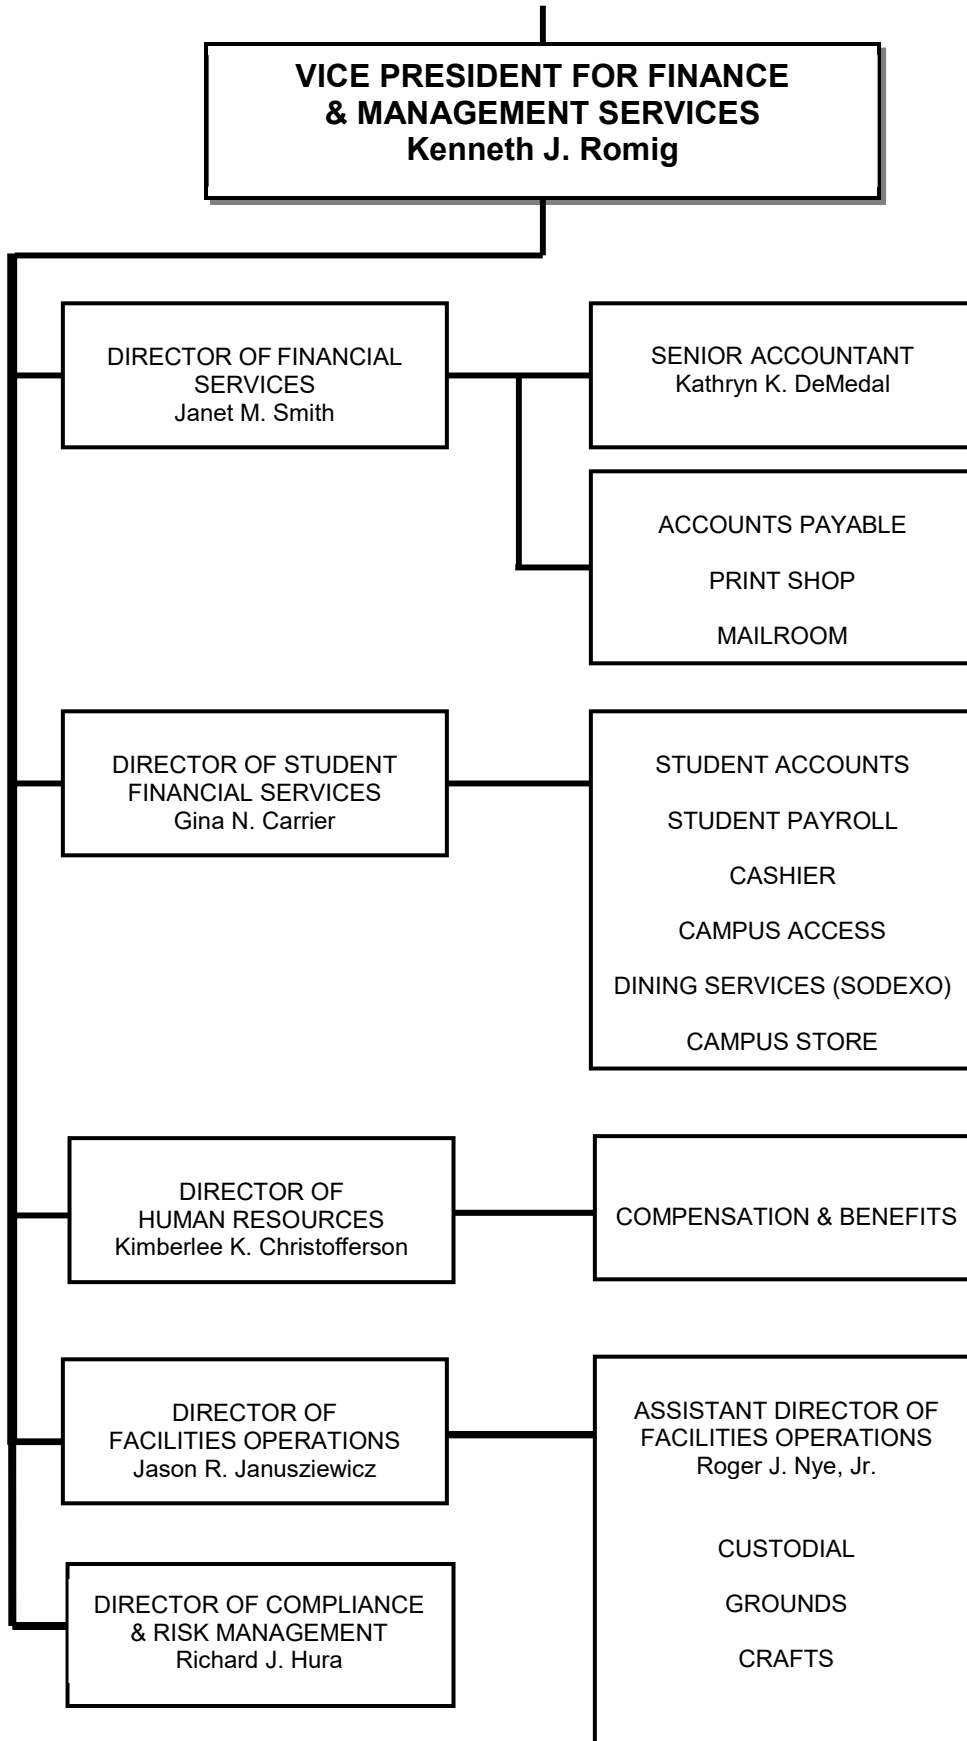 VICE PRESIDENT FOR FINANCE
& MANAGEMENT SERVICES
Kenneth J. Romig
DIRECTOR OF FINANCIAL
SERVICES
Janet M. Smith
SENIOR ACCOUNTANT
Kathryn K. DeMedal
ACCOUNTS PAYABLE
PRINT SHOP
MAILROOM
DIRECTOR OF STUDENT
FINANCIAL SERVICES
Gina N. Carrier
STUDENT ACCOUNTS
STUDENT PAYROLL
CASHIER
CAMPUS ACCESS
DINING SERVICES (SODEXO)
CAMPUS STORE
DIRECTOR OF
HUMAN RESOURCES
Kimberlee K. Christofferson
COMPENSATION & BENEFITS
DIRECTOR OF
FACILITIES OPERATIONS
Jason R. Janusziewicz
ASSISTANT DIRECTOR OF
FACILITIES OPERATIONS
Roger J. Nye, Jr.
CUSTODIAL
GROUNDS
CRAFTS
DIRECTOR OF COMPLIANCE
& RISK MANAGEMENT
Richard J. Hura